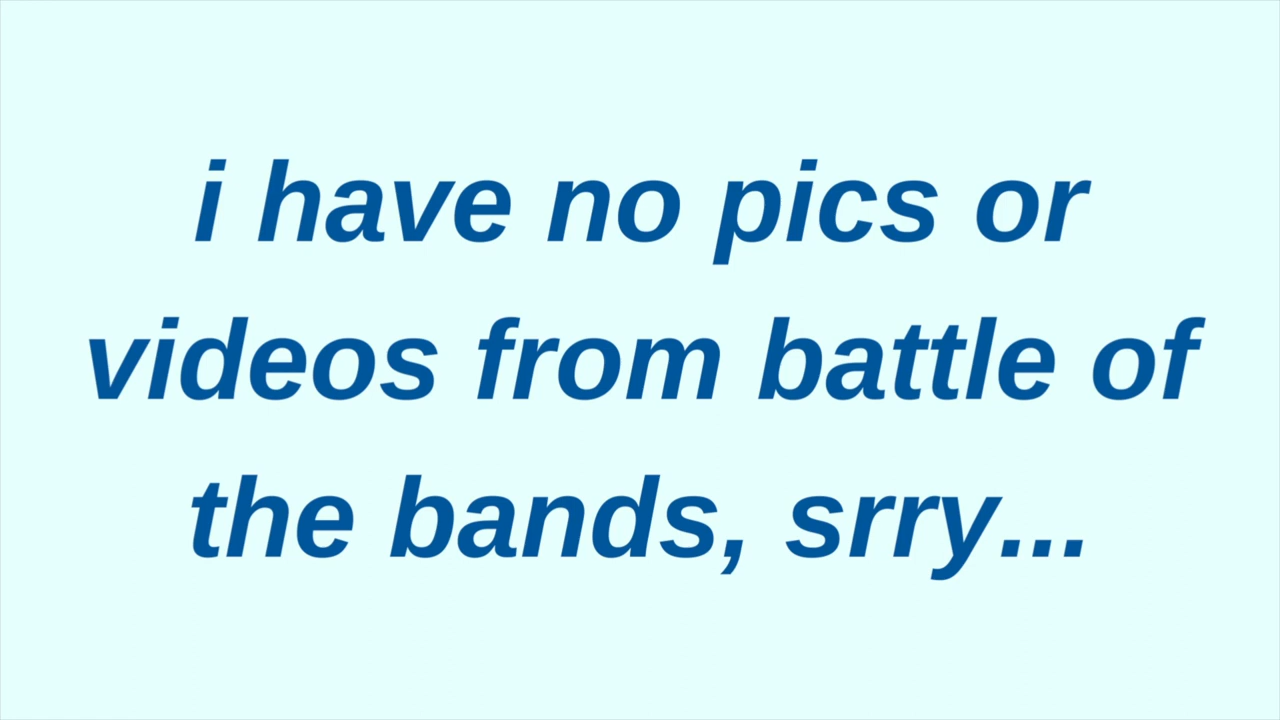 i have no pics or
videos from battle of
the bands, srry...